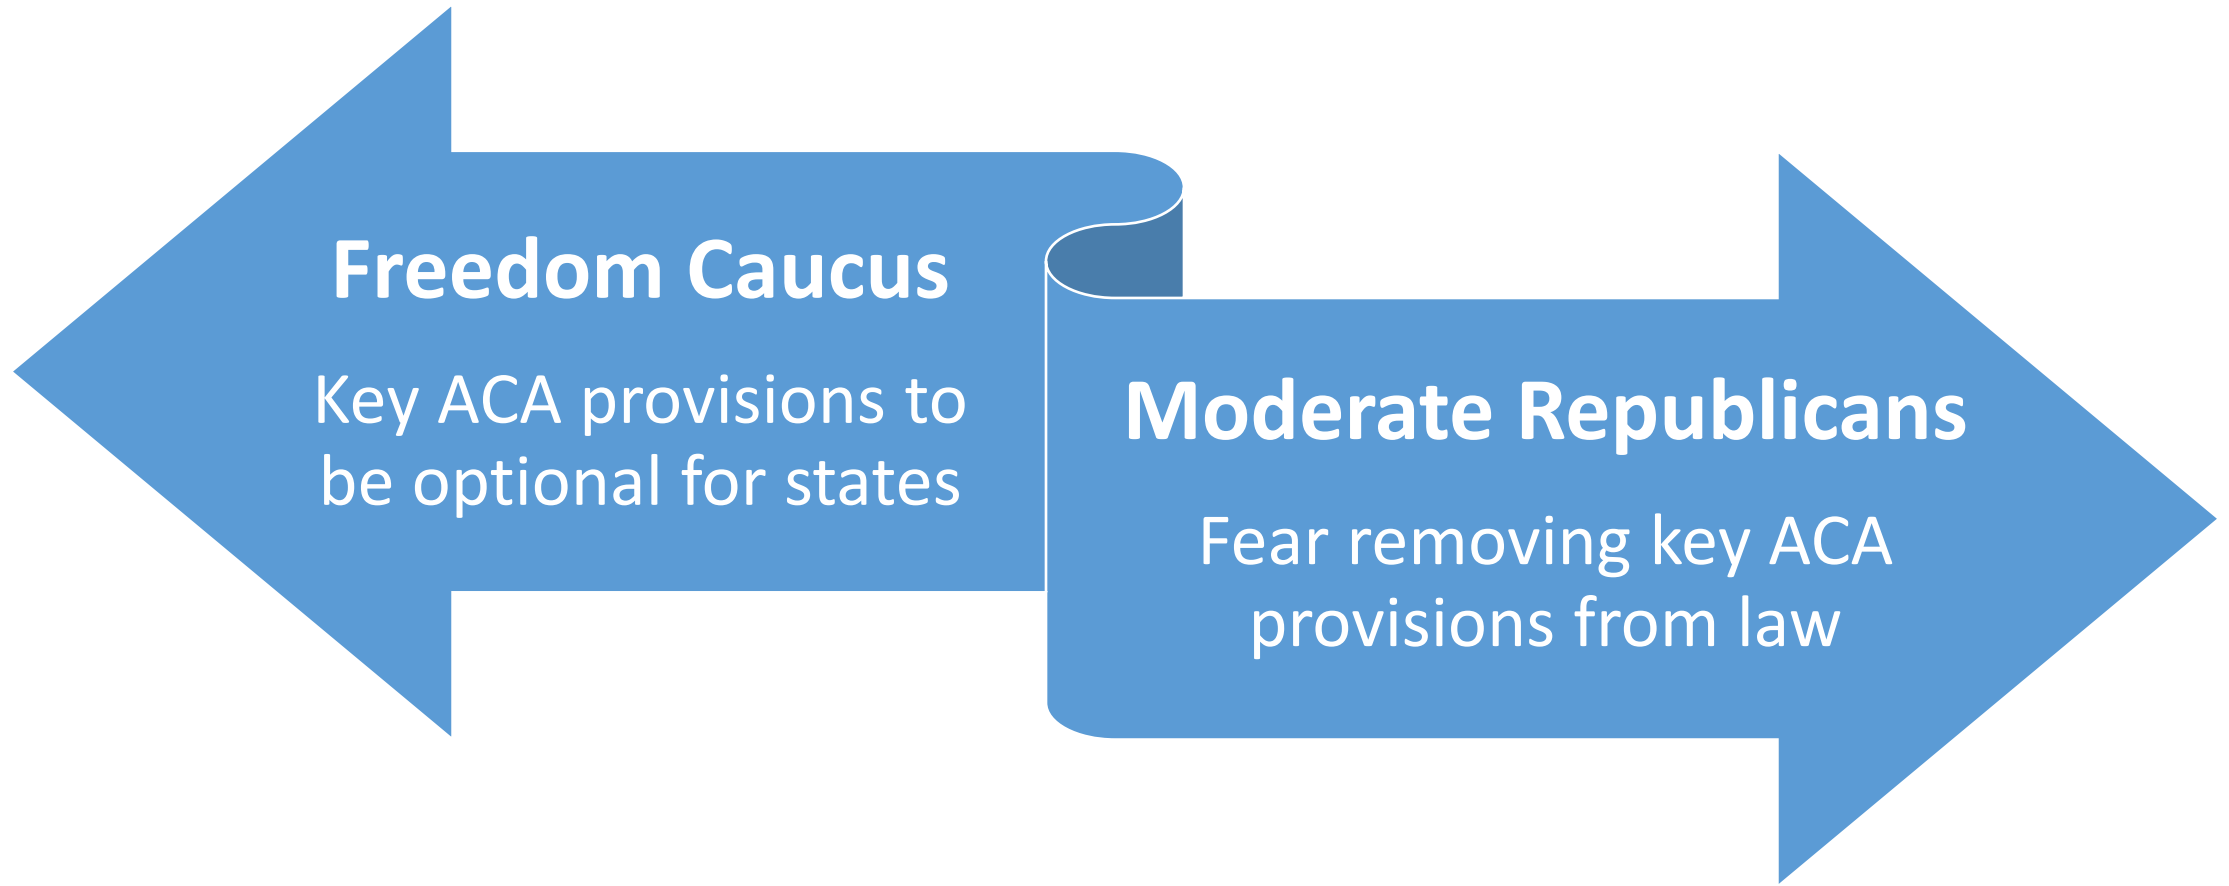 Freedom Caucus
Key ACA provisions to
be optional for states
Moderate Republicans
Fear removing key ACA
provisions from law